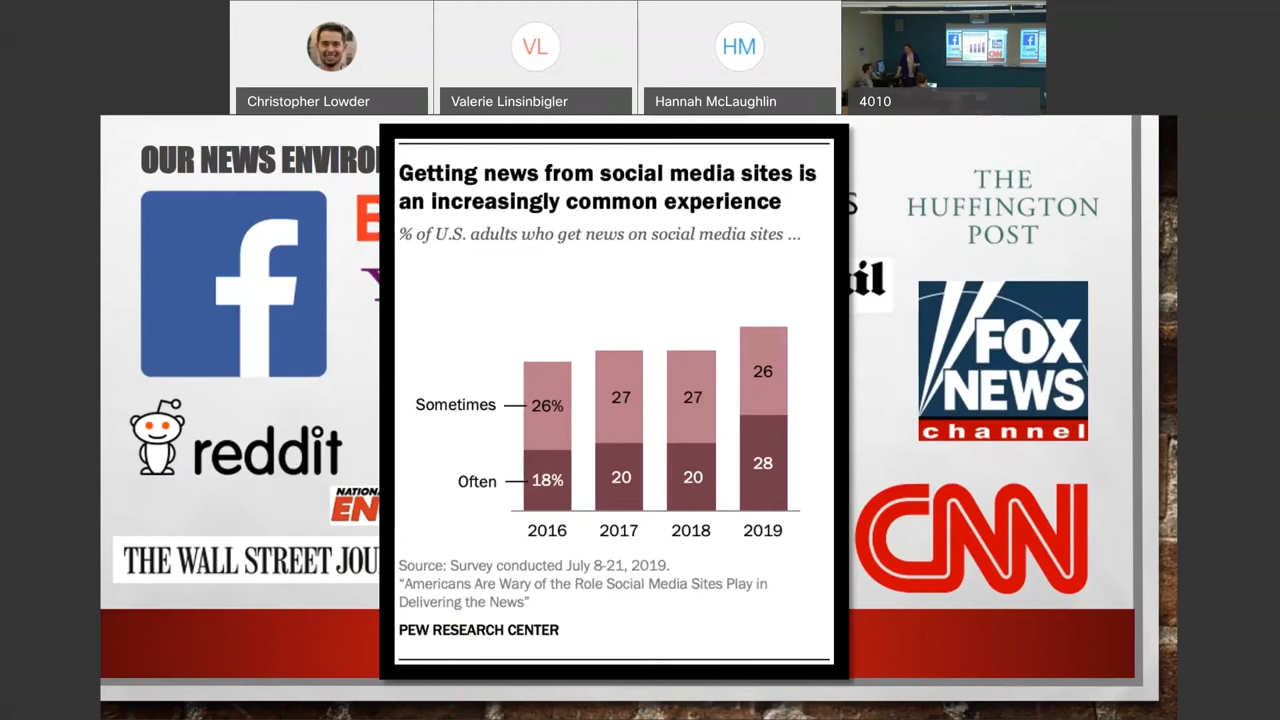 VL
HM
Christopher Lowder
Valerie Linsinbigler
Hannah McLaughlin
4010
OUR NEWS
Getting news from social media sites is
an increasingly common experience
% of U.S. adults who get news on social media sites ...
Sometimes
26%
27
27
26
Often
18%
20
20
28
2016
2017
2018
2019
Source: Survey conducted July 8-21, 2019.
"Americans Are Wary of the Role Social Media Sites Play in
Delivering the News"
PEW RESEARCH CENTER
f
reddit
THE WALL STREET
THE
HUFFINGTON
POST
FOX
NEWS
channel
CNN